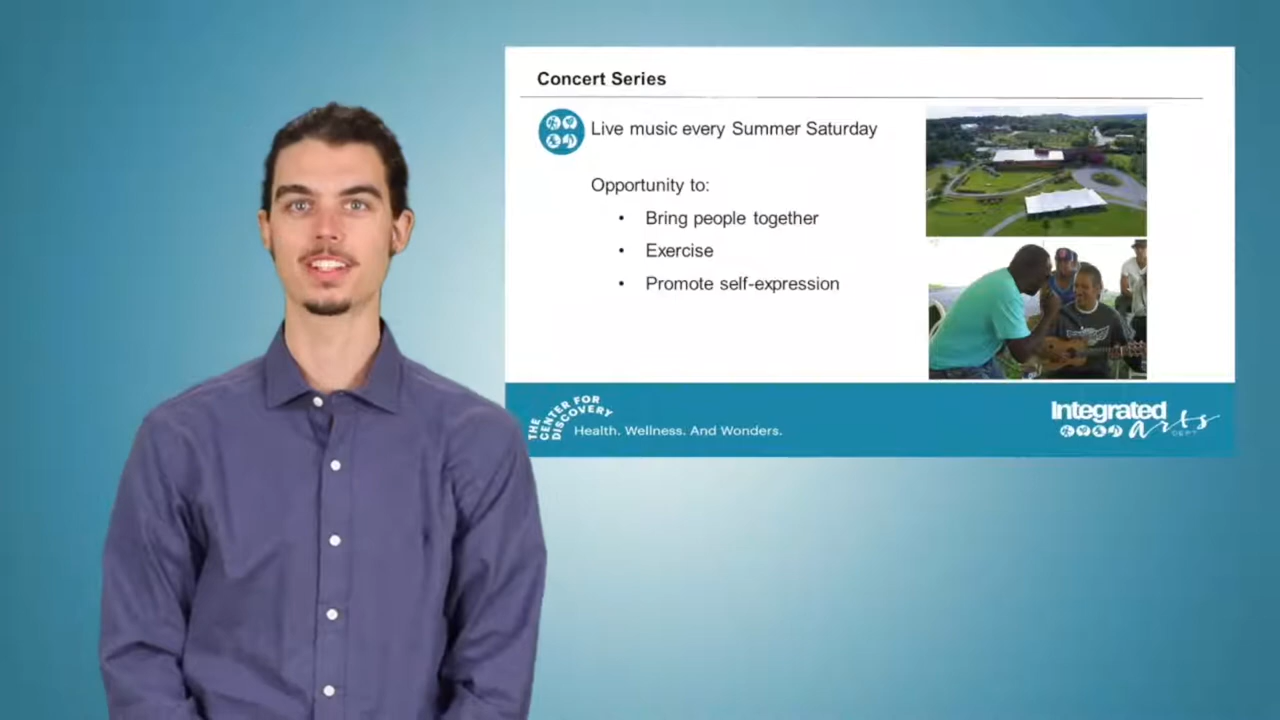 Concert Series
Live music every Summer Saturday
Opportunity to:
• Bring people together
• Exercise
• Promote self-expression
THE CENTER FOR DISCOVERY
Health. Wellness. And Wonders.
Integrated
arts
DEPT